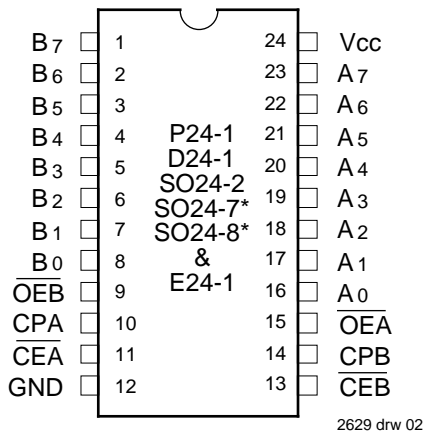 B7 1 24 Vcc
B6 2 23 A7
B5 3 22 A6
B4 4 P24-1 21 A5
B3 5 D24-1 20 A4
B2 6 SO24-2 19 A3
B1 7 SO24-7* 18 A2
B0 8 SO24-8* 17 A1
OEB 9 & 16 A0
CPA 10 E24-1 15 OEA
CEA 11 14 CPB
GND 12 13 CEB
2629 drw 02